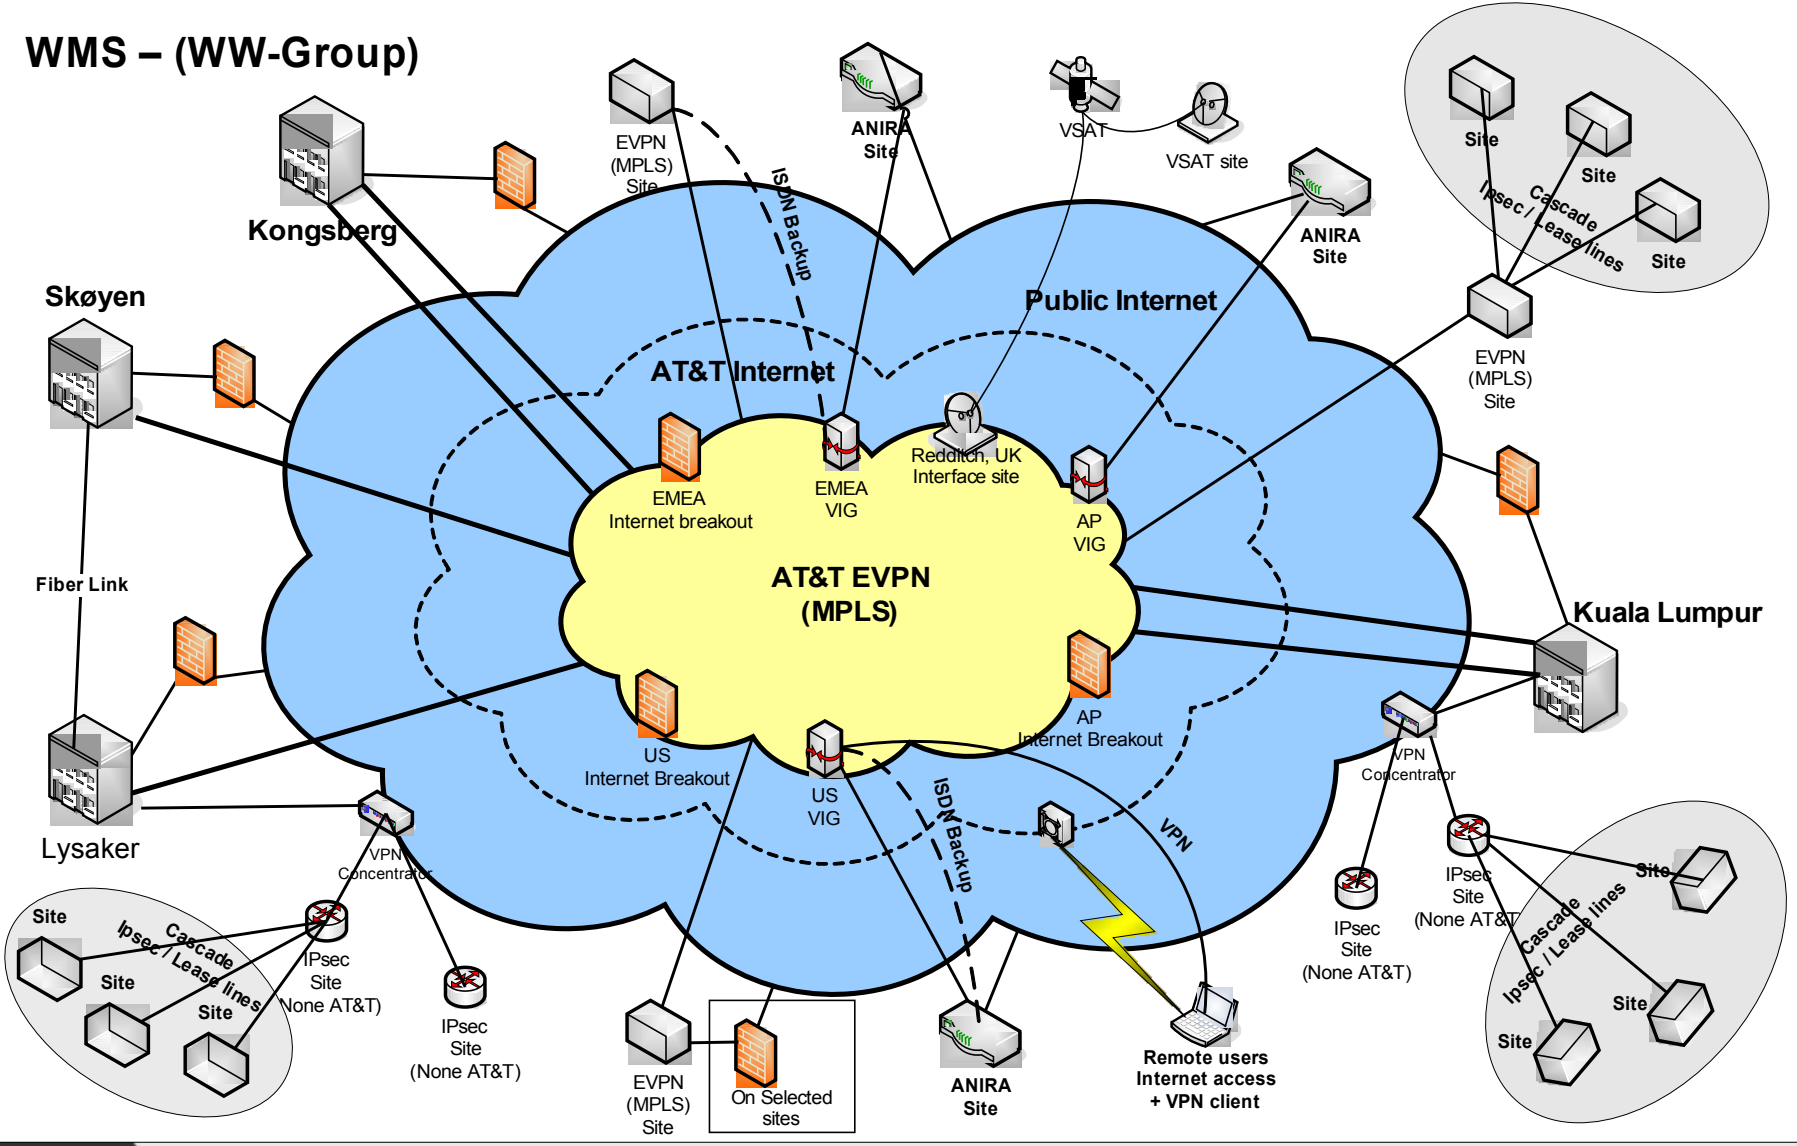 WMS – (WW-Group)
EVPN
(MPLS)
Site
ISDN Backup
ANIRA
Site
VSAT
VSAT site
ANIRA
Site
Site
Site
Site
Cascade
Ipsec / Lease lines
EVPN
(MPLS)
Site
Kongsberg
Skøyen
Fiber Link
Lysaker
Public Internet
AT&T Internet
EMEA
Internet breakout
EMEA
VIG
Redditch, UK
Interface site
AP
VIG
AT&T EVPN
(MPLS)
Kuala Lumpur
US
Internet Breakout
US
VIG
AP
Internet Breakout
ISDN Backup
VPN
VPN
Concentrator
VPN
Concentrator
Site
Site
Site
Cascade
Ipsec / Lease lines
IPsec
Site
(None AT&T)
IPsec
Site
(None AT&T)
EVPN
(MPLS)
Site
On Selected
sites
ANIRA
Site
Remote users
Internet access
+ VPN client
IPsec
Site
(None AT&T)
IPsec
Site
(None AT&T)
Cascade
Ipsec / Lease lines
Site
Site
Site